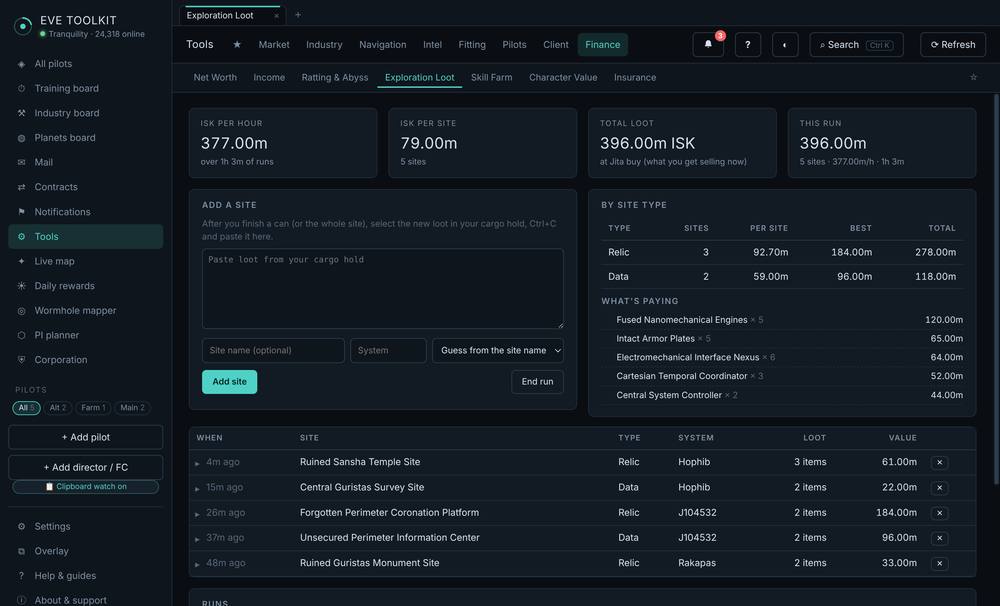 EVE TOOLKIT
Tranquility · 24,318 online
All pilots
Training board
Industry board
Planets board
Mail
Contracts
Notifications
Tools
Live map
Daily rewards
Wormhole mapper
PI planner
Corporation
PILOTS
All 5 Alt 2 Farm 1 Main 2
+ Add pilot
+ Add director / FC
Clipboard watch on
Settings
Overlay
? Help & guides
About & support
Exploration Loot × +
Tools ★ Market Industry Navigation Intel Fitting Pilots Client Finance 3 ? Search Ctrl K Refresh
Net Worth Income Ratting & Abyss Exploration Loot Skill Farm Character Value Insurance
ISK PER HOUR
377.00m
over 1h 3m of runs
ISK PER SITE
79.00m
5 sites
TOTAL LOOT
396.00m ISK
at Jita buy (what you get selling now)
THIS RUN
396.00m
5 sites · 377.00m/h · 1h 3m
ADD A SITE
After you finish a can (or the whole site), select the new loot in your cargo hold, Ctrl+C
and paste it here.
Paste loot from your cargo hold
Site name (optional) System Guess from the site name
Add site End run
BY SITE TYPE
TYPE SITES PER SITE BEST TOTAL
Relic 3 92.70m 184.00m 278.00m
Data 2 59.00m 96.00m 118.00m
WHAT'S PAYING
Fused Nanomechanical Engines × 5 120.00m
Intact Armor Plates × 5 65.00m
Electromechanical Interface Nexus × 6 64.00m
Cartesian Temporal Coordinator × 3 52.00m
Central System Controller × 2 44.00m
WHEN SITE TYPE SYSTEM LOOT VALUE
4m ago Ruined Sansha Temple Site Relic Hophib 3 items 61.00m ×
15m ago Central Guristas Survey Site Data Hophib 2 items 22.00m ×
26m ago Forgotten Perimeter Coronation Platform Relic J104532 2 items 184.00m ×
37m ago Unsecured Perimeter Information Center Data J104532 2 items 96.00m ×
48m ago Ruined Guristas Monument Site Relic Rakapas 2 items 33.00m ×
RUNS